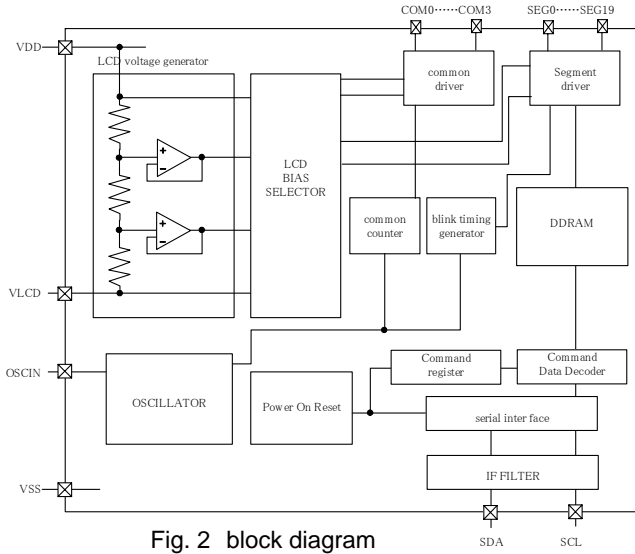 COM0······COM3
SEG0······SEG19
VDD
LCD voltage generator
common
driver
Segment
driver
LCD
BIAS
SELECTOR
common
counter
blink timing
generator
DDRAM
VLCD
OSCIN
OSCILLATOR
Power On Reset
Command
register
Command
Data Decoder
serial inter face
IF FILTER
VSS
SDA
SCL
Fig. 2 block diagram